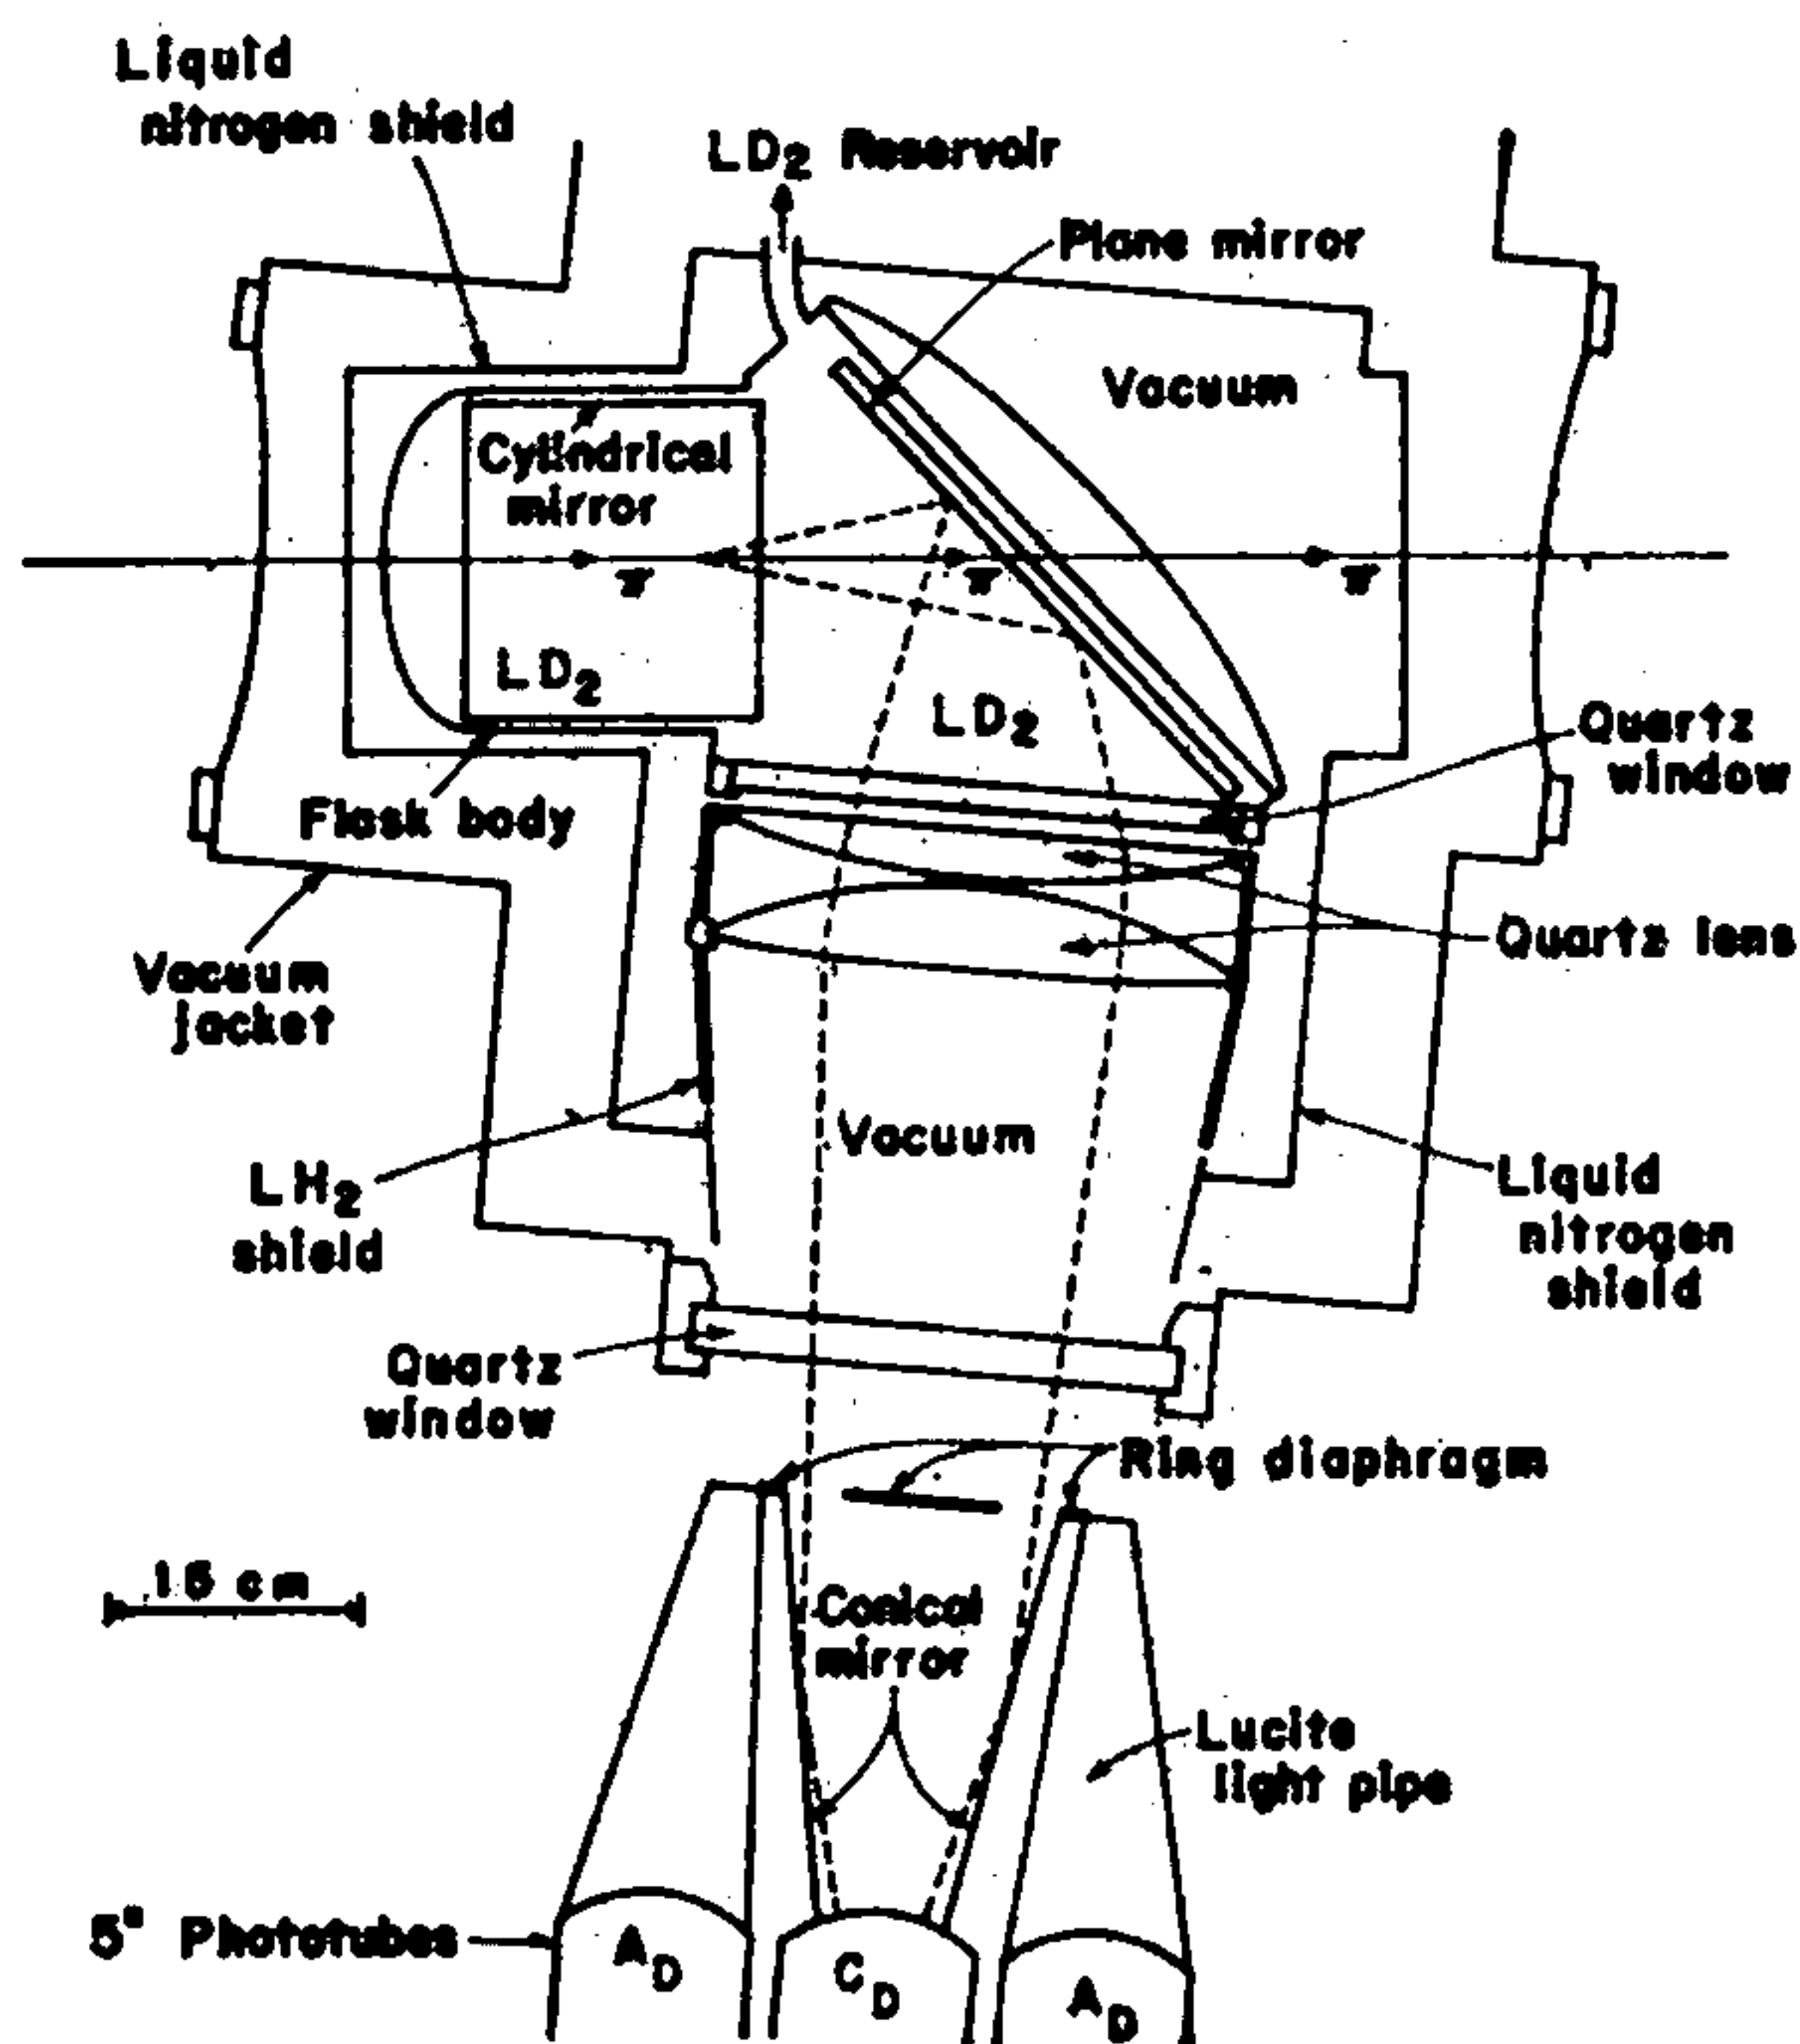 Liquid
nitrogen shield
LD2 Reservoir
Plane mirror
Vacuum
Cylindrical
mirror
π
π
π
LD2
LD2
Quartz
window
Flask body
Quartz lens
Vacuum
jacket
Vacuum
LH2
shield
Liquid
nitrogen
shield
Quartz
window
Ring diaphragm
15 cm
Conical
mirror
Lucite
light pipe
5" Phototubes
AD
CD
AD